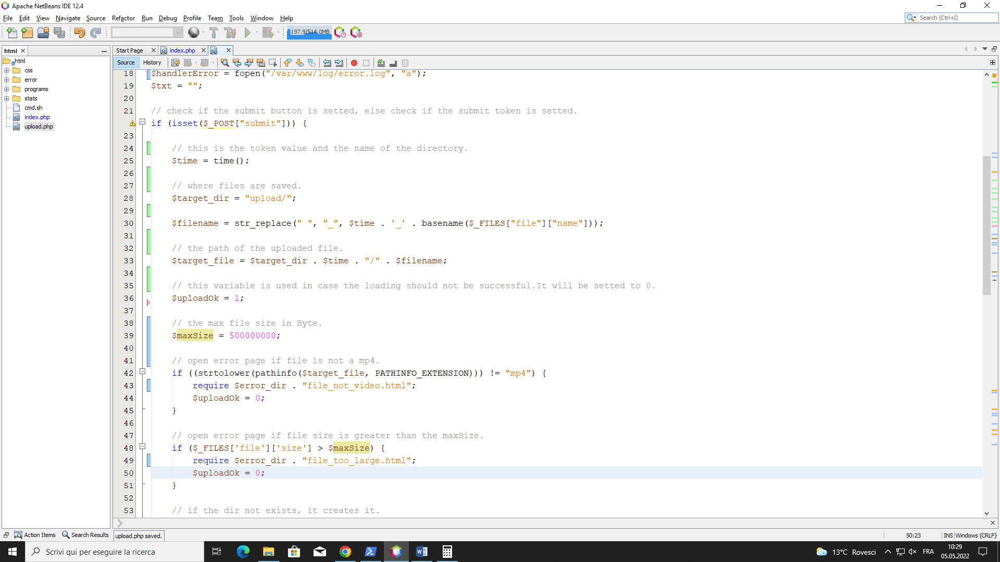 Apache NetBeans IDE 12.4
File Edit View Navigate Source Refactor Run Debug Profile Team Tools Window Help
Search (Ctrl+I)
197.9/514.0MB
html
html
css
error
programs
stats
cmd.sh
index.php
upload.php
Start Page index.php
Source History
18 $handlerError = fopen("/var/www/log/error.log", "a");
19 $txt = "";
20
21 // check if the submit button is setted, else check if the submit token is setted.
if (isset($_POST["submit"])) {
23
24 // this is the token value and the name of the directory.
25 $time = time();
26
27 // where files are saved.
28 $target_dir = "upload/";
29
30 $filename = str_replace(" ", "_", $time . '_' . basename($_FILES["file"]["name"]));
31
32 // the path of the uploaded file.
33 $target_file = $target_dir . $time . "/" . $filename;
34
35 // this variable is used in case the loading should not be successful.It will be setted to 0.
36 $uploadOk = 1;
37
38 // the max file size in Byte.
39 $maxSize = 500000000;
40
41 // open error page if file is not a mp4.
42 if ((strtolower(pathinfo($target_file, PATHINFO_EXTENSION))) != "mp4") {
43 require $error_dir . "file_not_video.html";
44 $uploadOk = 0;
45 }
46
47 // open error page if file size is greater than the maxSize.
48 if ($_FILES['file']['size'] > $maxSize) {
49 require $error_dir . "file_too_large.html";
50 $uploadOk = 0;
51 }
52
53 // if the dir not exists, it creates it.
Action Items Search Results upload.php saved. 50:23 INS Windows (CRLF)
Scrivi qui per eseguire la ricerca
13°C Rovesci
FRA
10:29
05.05.2022